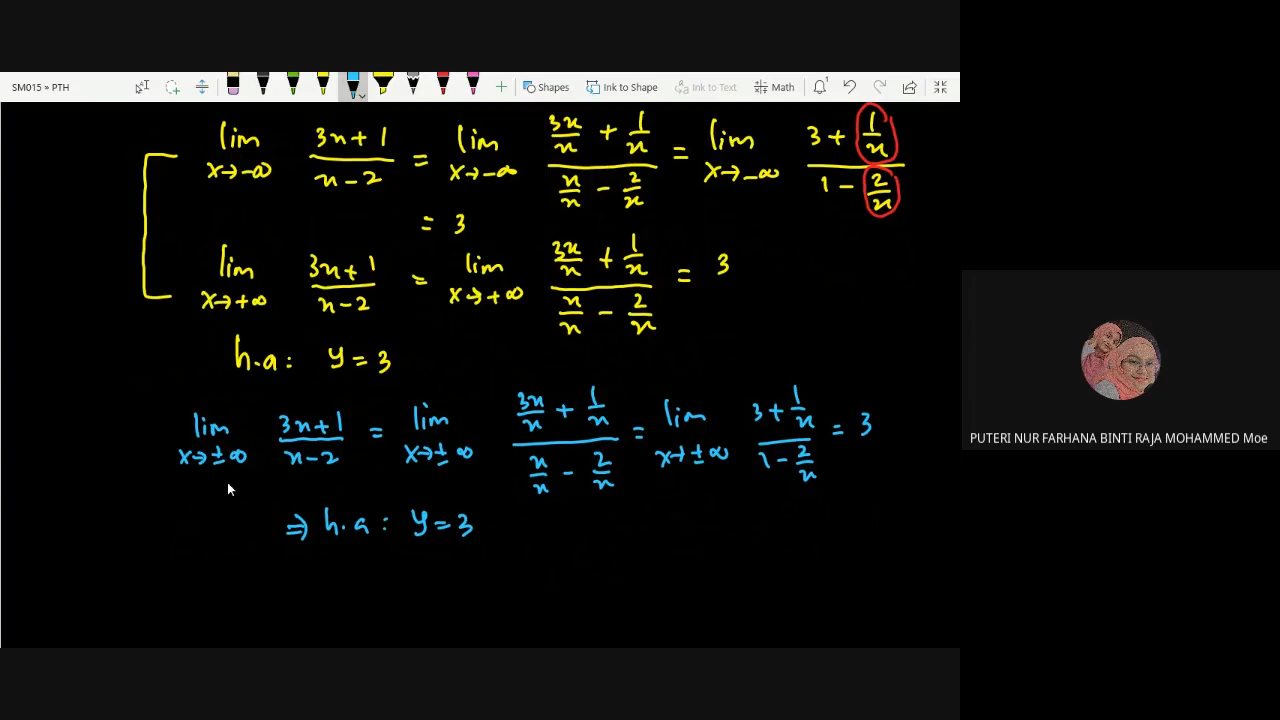 SM015 » PTH Shapes Ink to Shape Ink to Text Math 1
lim x→-∞ (3x+1)/(x-2) = lim x→-∞ (3x/x + 1/x)/(x/x - 2/x) = lim x→-∞ (3 + 1/x)/(1 - 2/x)
= 3
lim x→+∞ (3x+1)/(x-2) = lim x→+∞ (3x/x + 1/x)/(x/x - 2/x) = 3
h.a: y = 3
lim x→±∞ (3x+1)/(x-2) = lim x→±∞ (3x/x + 1/x)/(x/x - 2/x) = lim x→±∞ (3 + 1/x)/(1 - 2/x) = 3
⇒ h.a: y = 3
PUTERI NUR FARHANA BINTI RAJA MOHAMMED Moe